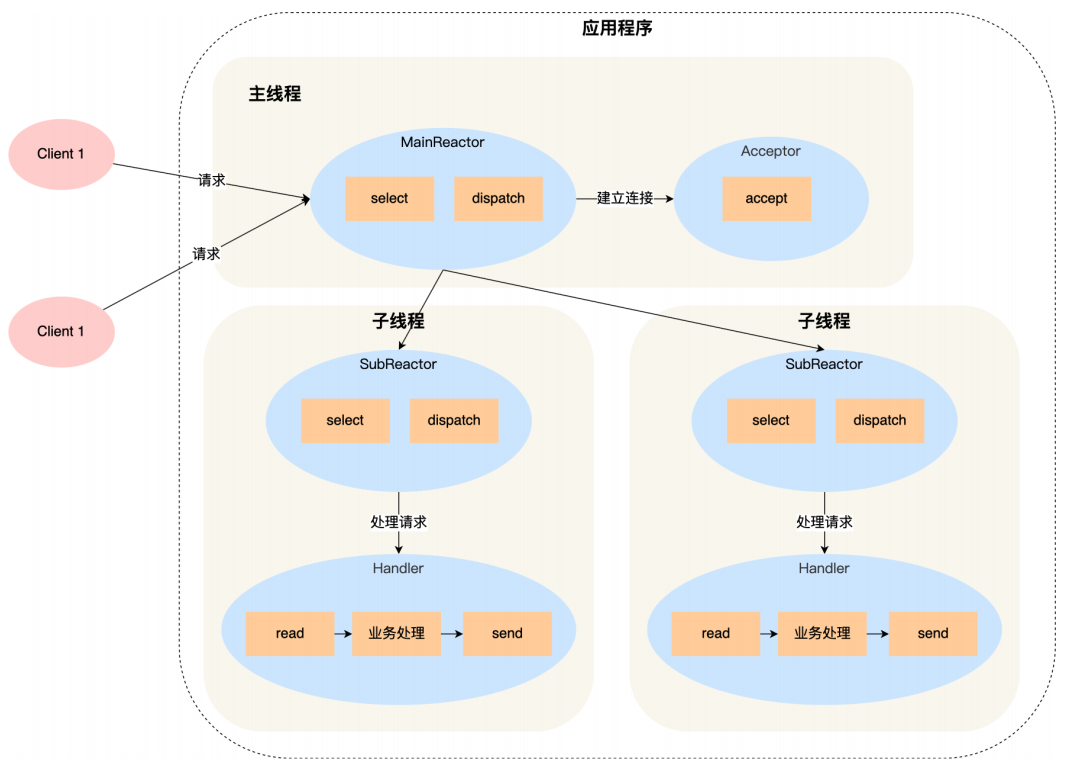 应用程序
主线程
Client 1
请求
MainReactor
select
dispatch
建立连接
Acceptor
accept
Client 1
请求
子线程
SubReactor
select
dispatch
处理请求
Handler
read
业务处理
send
子线程
SubReactor
select
dispatch
处理请求
Handler
read
业务处理
send